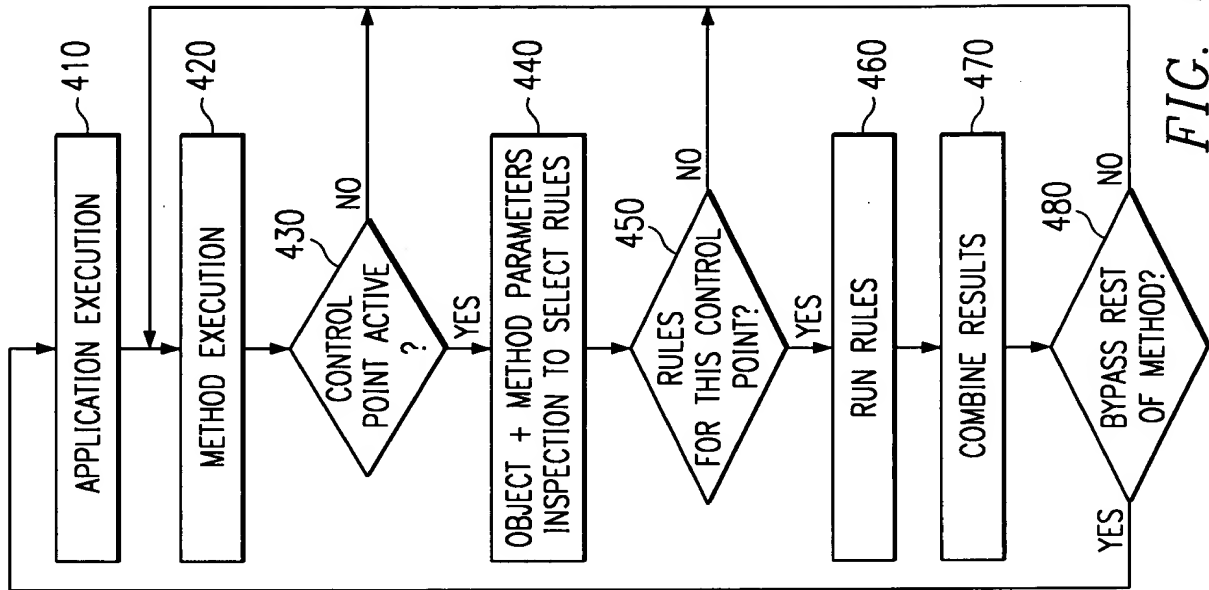 APPLICATION EXECUTION
410
METHOD EXECUTION
420
430
CONTROL
POINT ACTIVE
?
NO
YES
OBJECT + METHOD PARAMETERS
INSPECTION TO SELECT RULES
440
450
RULES
FOR THIS CONTROL
POINT?
NO
YES
RUN RULES
460
COMBINE RESULTS
470
480
BYPASS REST
OF METHOD?
YES
NO
FIG.